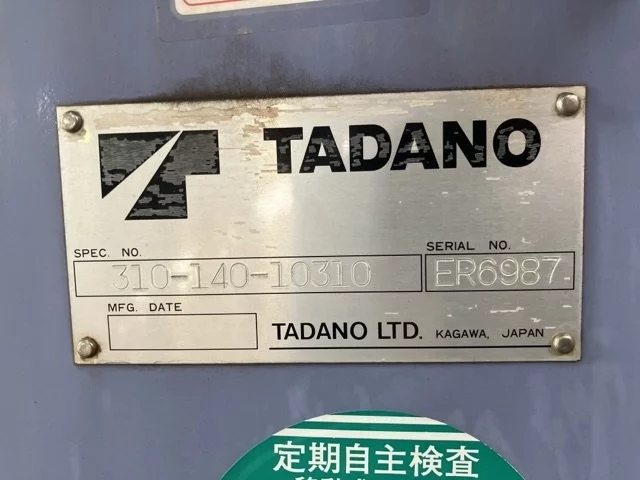 TADANO
SPEC. NO.
310-140-10310
SERIAL NO.
ER6987
MFG. DATE
TADANO LTD. KAGAWA, JAPAN
定期自主検査